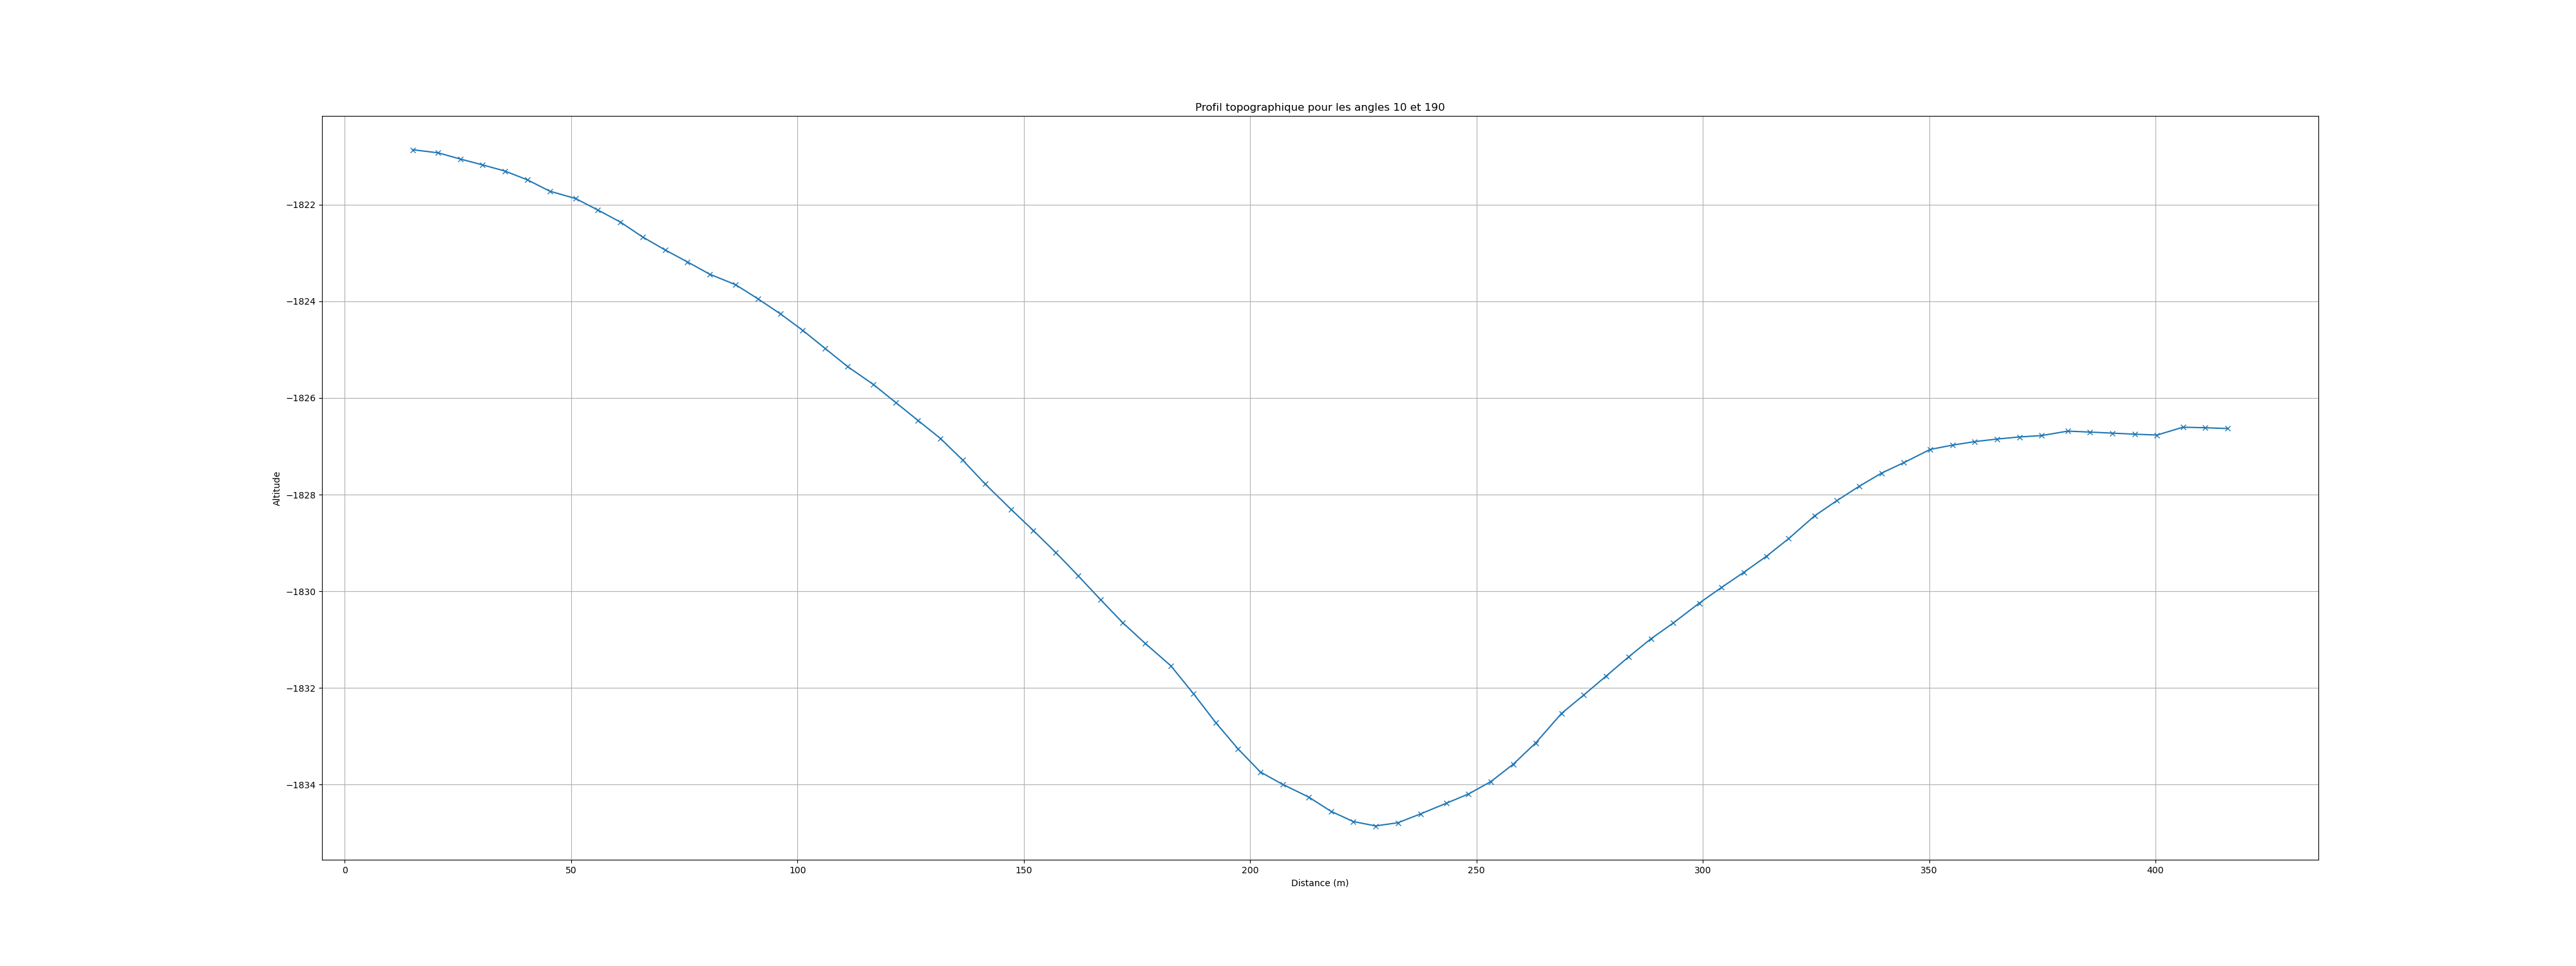 Profil topographique pour les angles 10 et 190
−1822
−1824
−1826
−1828
−1830
−1832
−1834
Altitude
0 50 100 150 200 250 300 350 400
Distance (m)